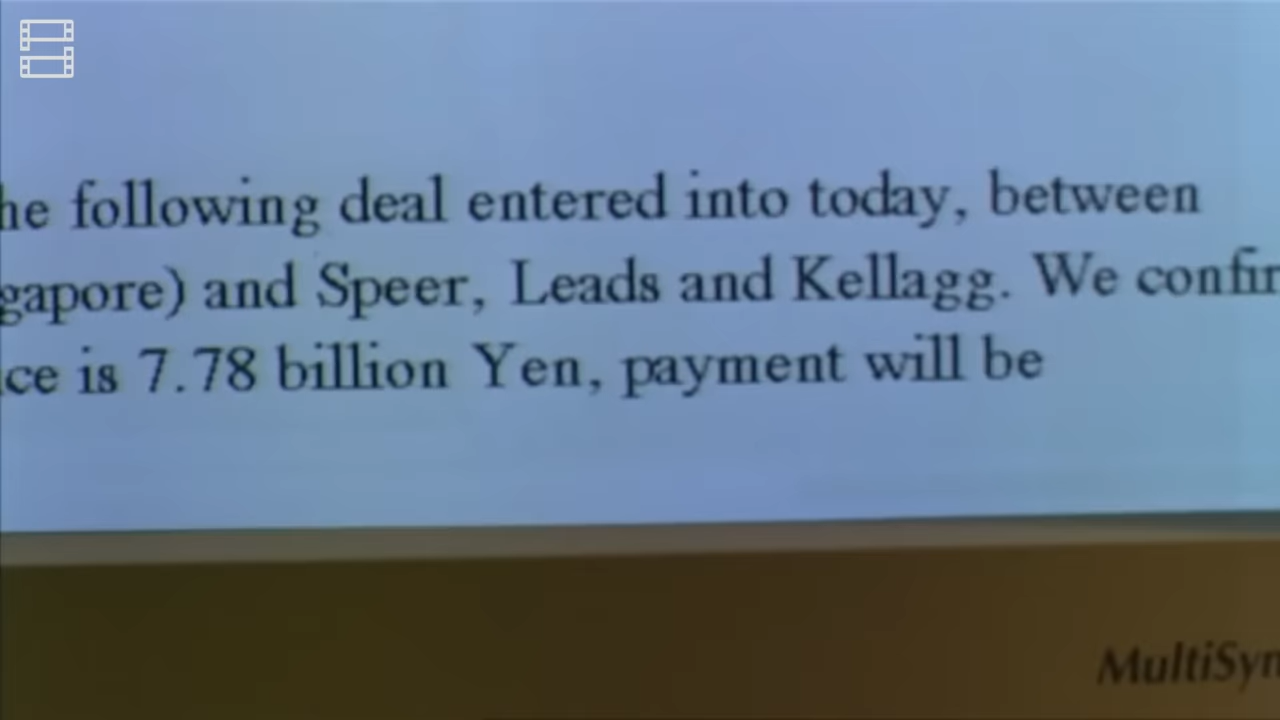 he following deal entered into today, between
gapore) and Speer, Leads and Kellagg. We confir
ce is 7.78 billion Yen, payment will be
MultiSyn